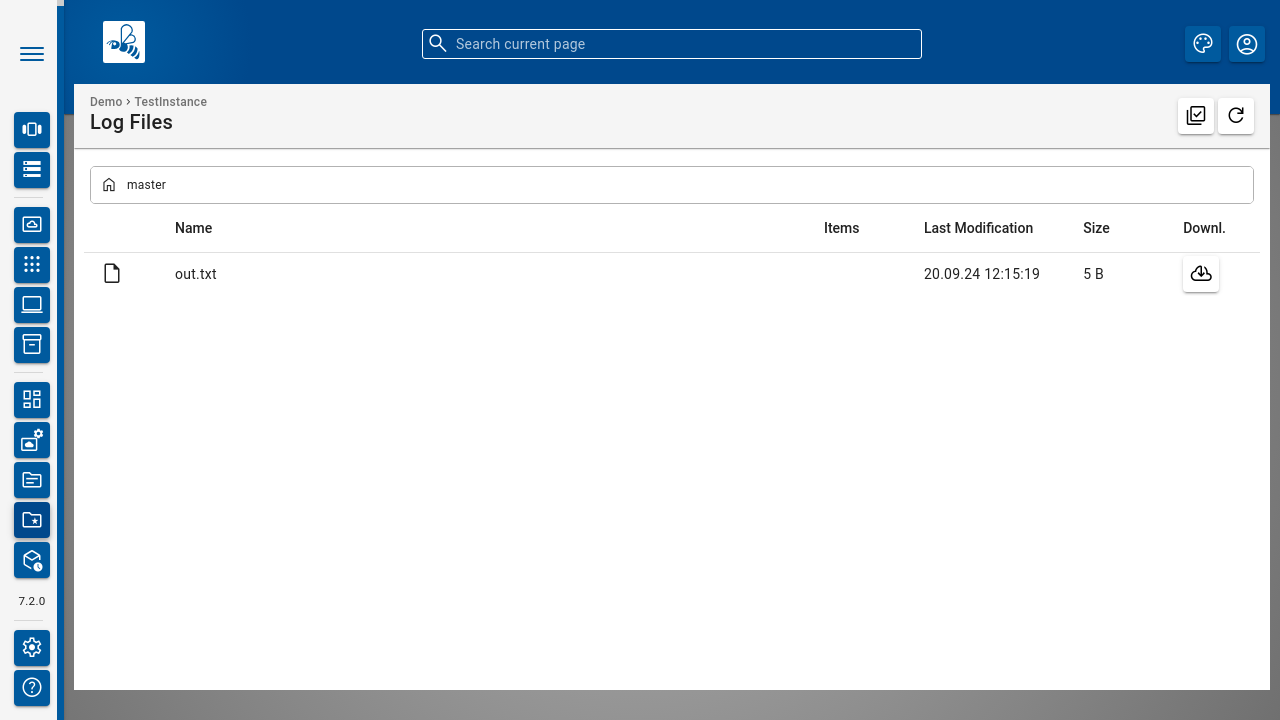 Search current page
Demo › TestInstance
Log Files
master
Name Items Last Modification Size Downl.
out.txt 20.09.24 12:15:19 5 B
7.2.0